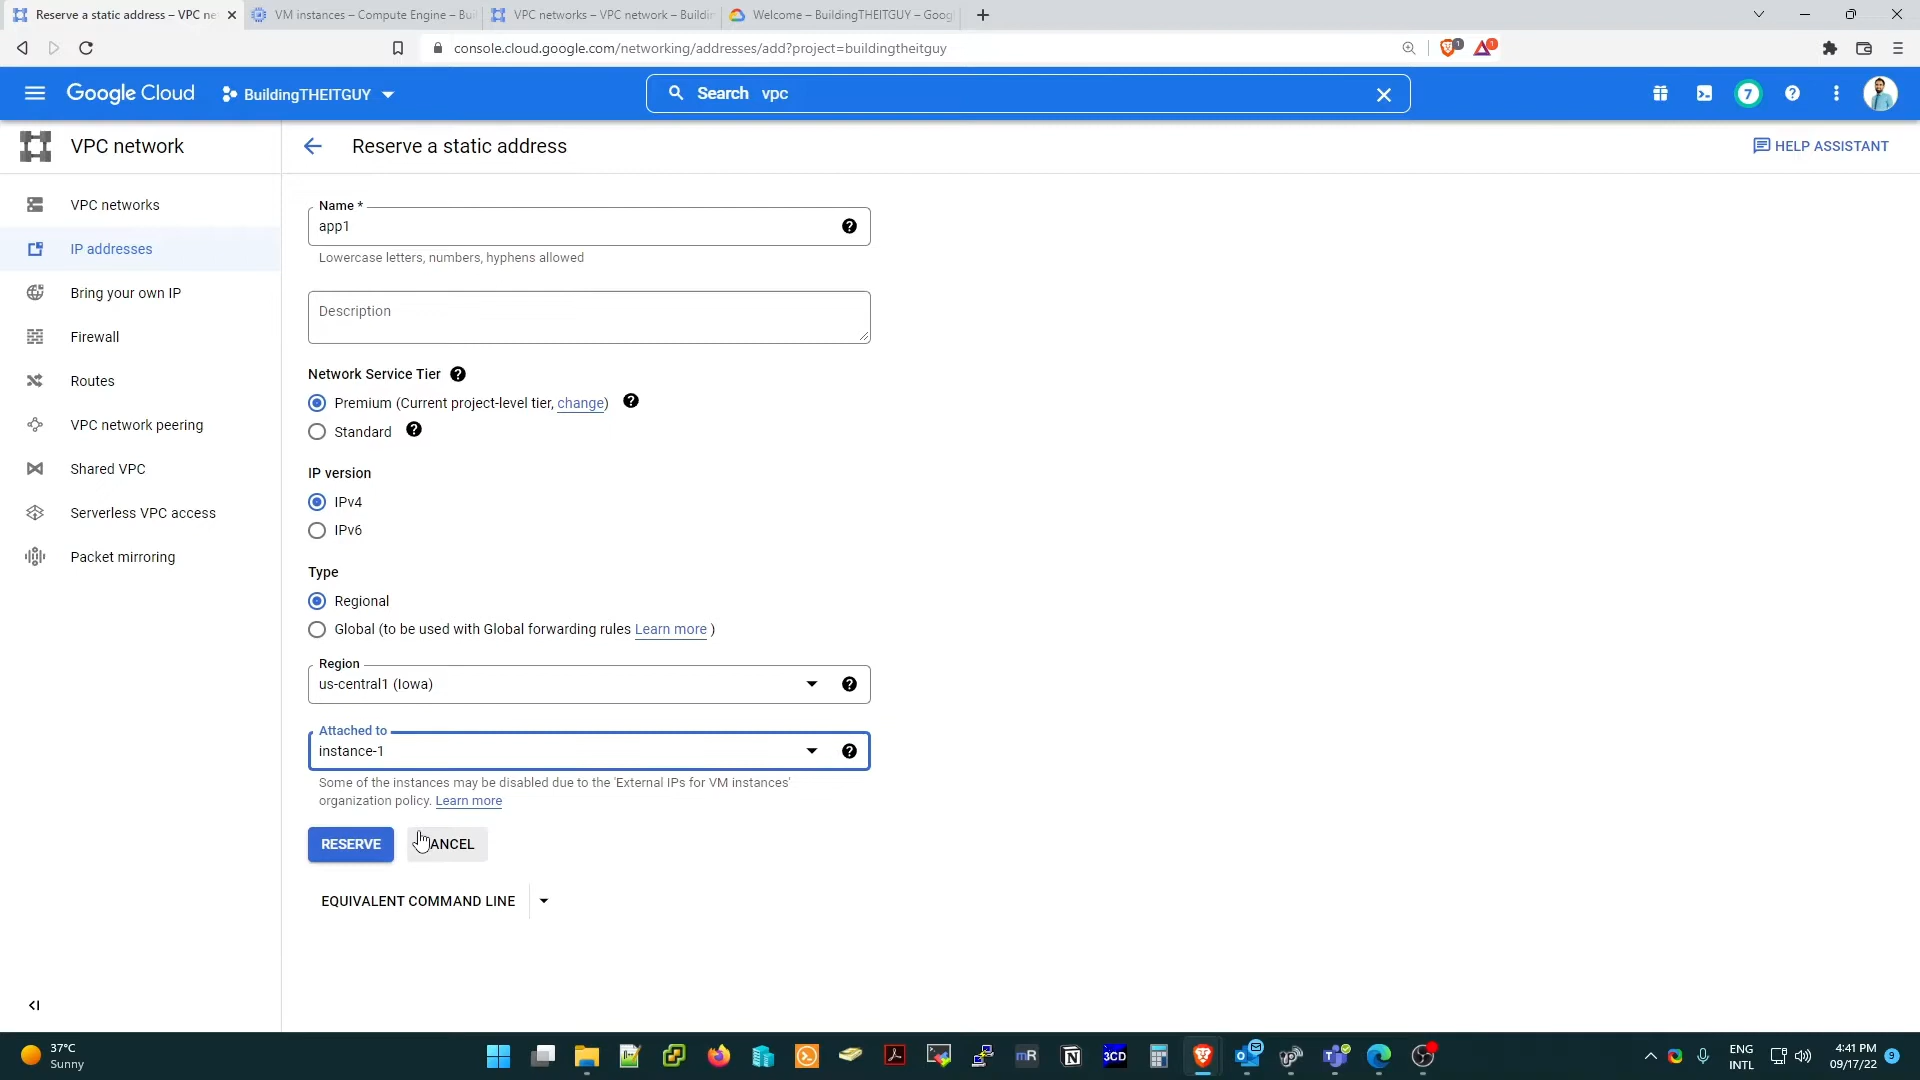 Reserve a static address – VPC ne
VM instances – Compute Engine – Bui
VPC networks – VPC network – Buildin
Welcome – BuildingTHEITGUY – Goog
console.cloud.google.com/networking/addresses/add?project=buildingtheitguy
1
1
Google Cloud
BuildingTHEITGUY
Search vpc
7
VPC network
Reserve a static address
HELP ASSISTANT
VPC networks
IP addresses
Bring your own IP
Firewall
Routes
VPC network peering
Shared VPC
Serverless VPC access
Packet mirroring
Name *
app1
Lowercase letters, numbers, hyphens allowed
Description
Network Service Tier
Premium (Current project-level tier, change)
Standard
IP version
IPv4
IPv6
Type
Regional
Global (to be used with Global forwarding rules Learn more )
Region
us-central1 (Iowa)
Attached to
instance-1
Some of the instances may be disabled due to the 'External IPs for VM instances'
organization policy. Learn more
RESERVE
CANCEL
EQUIVALENT COMMAND LINE
37°C
Sunny
mR
3CD
ENG
INTL
4:41 PM
09/17/22
9